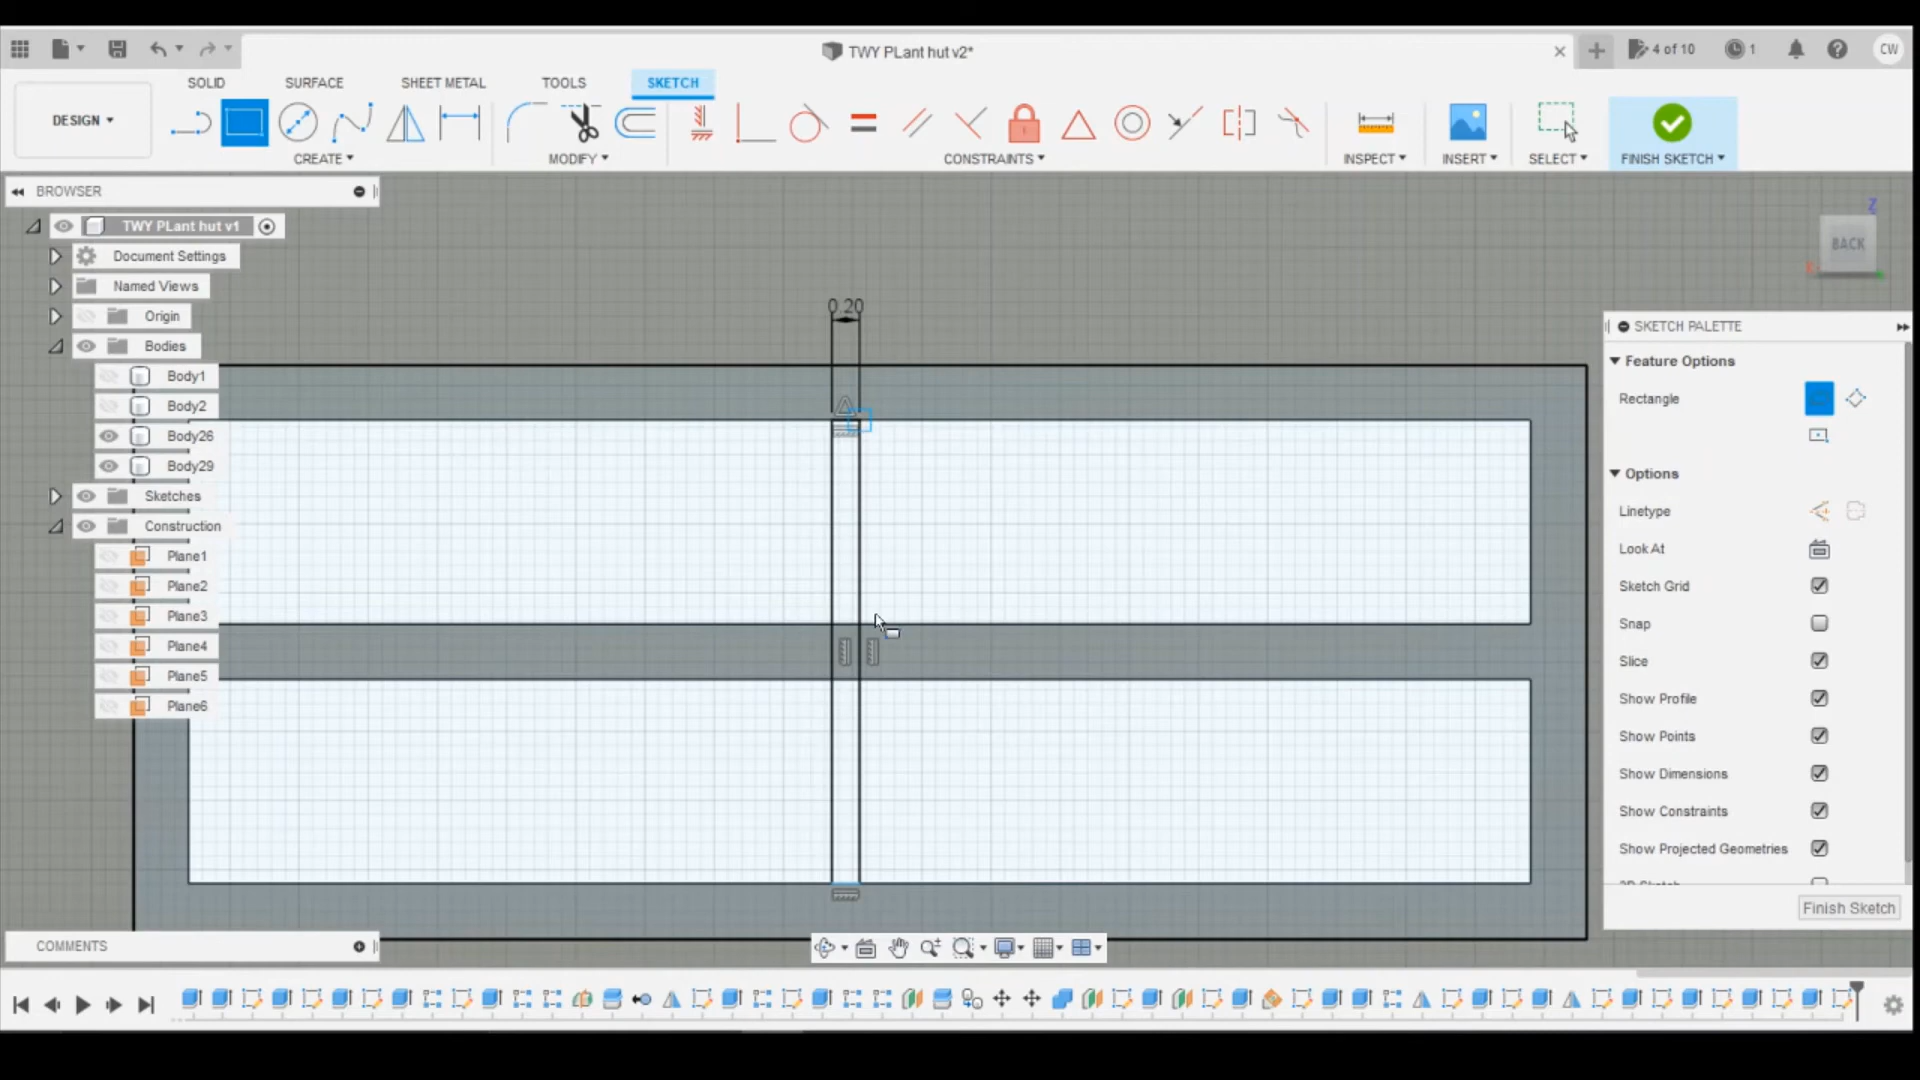 TWY PLant hut v2*
4 of 10
1
CW
SOLID
SURFACE
SHEET METAL
TOOLS
SKETCH
DESIGN
CREATE
MODIFY
CONSTRAINTS
INSPECT
INSERT
SELECT
FINISH SKETCH
BROWSER
TWY PLant hut v1
Document Settings
Named Views
Origin
Bodies
Body1
Body2
Body26
Body29
Sketches
Construction
Plane1
Plane2
Plane3
Plane4
Plane5
Plane6
0.20
Z
BACK
SKETCH PALETTE
Feature Options
Rectangle
Options
Linetype
Look At
Sketch Grid
Snap
Slice
Show Profile
Show Points
Show Dimensions
Show Constraints
Show Projected Geometries
Finish Sketch
COMMENTS